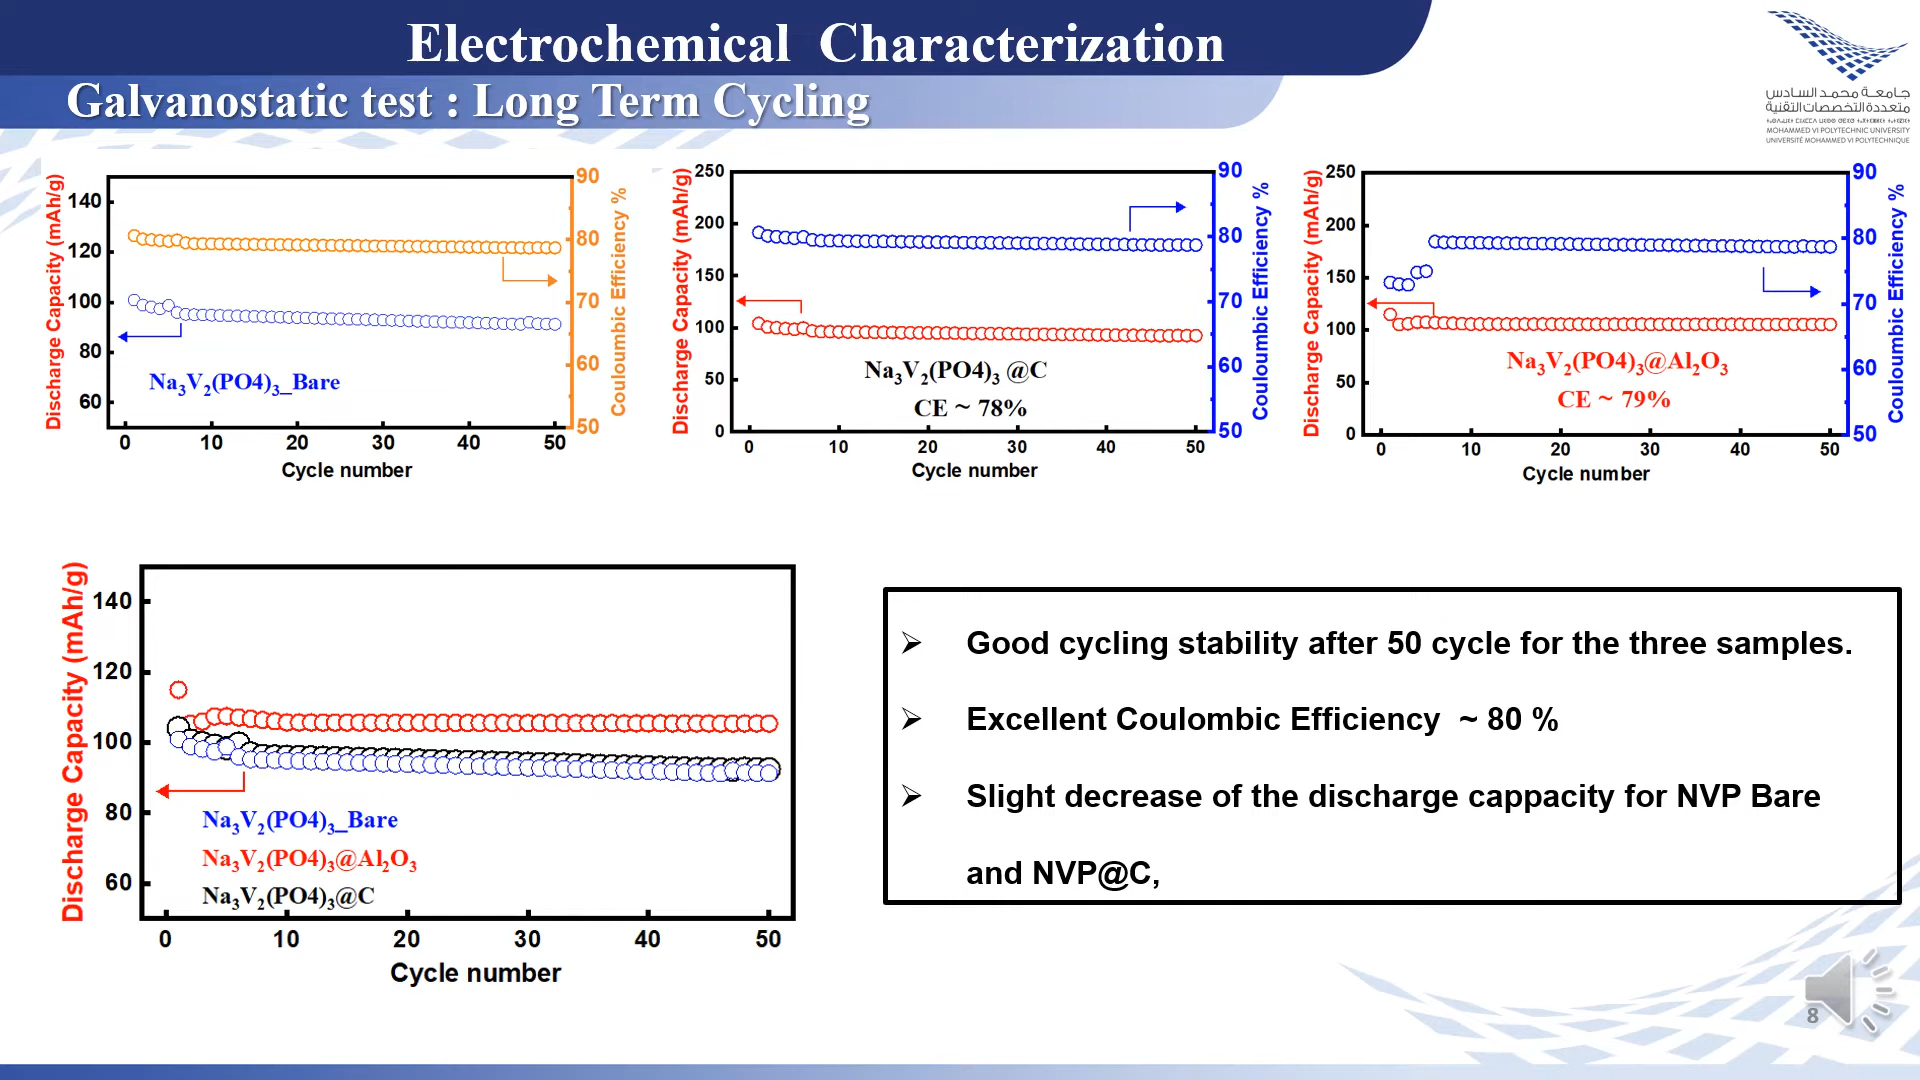 Electrochemical Characterization
Galvanostatic test : Long Term Cycling
جامعة محمد السادس
متعددة التخصصات التقنية
MOHAMMED VI POLYTECHNIC UNIVERSITY
UNIVERSITÉ MOHAMMED VI POLYTECHNIQUE
Discharge Capacity (mAh/g)
140
120
100
80
60
90
80
70
60
50
Couloumbic Efficiency %
Na3V2(PO4)3_Bare
0 10 20 30 40 50
Cycle number
Discharge Capacity (mAh/g)
250
200
150
100
50
0
90
80
70
60
50
Couloumbic Efficiency %
Na3V2(PO4)3 @C
CE ~ 78%
0 10 20 30 40 50
Cycle number
Discharge Capacity (mAh/g)
250
200
150
100
50
0
90
80
70
60
50
Couloumbic Efficiency %
Na3V2(PO4)3@Al2O3
CE ~ 79%
0 10 20 30 40 50
Cycle number
Discharge Capacity (mAh/g)
140
120
100
80
60
Na3V2(PO4)3_Bare
Na3V2(PO4)3@Al2O3
Na3V2(PO4)3@C
0 10 20 30 40 50
Cycle number
➢ Good cycling stability after 50 cycle for the three samples.
➢ Excellent Coulombic Efficiency ~ 80 %
➢ Slight decrease of the discharge cappacity for NVP Bare
and NVP@C,
8